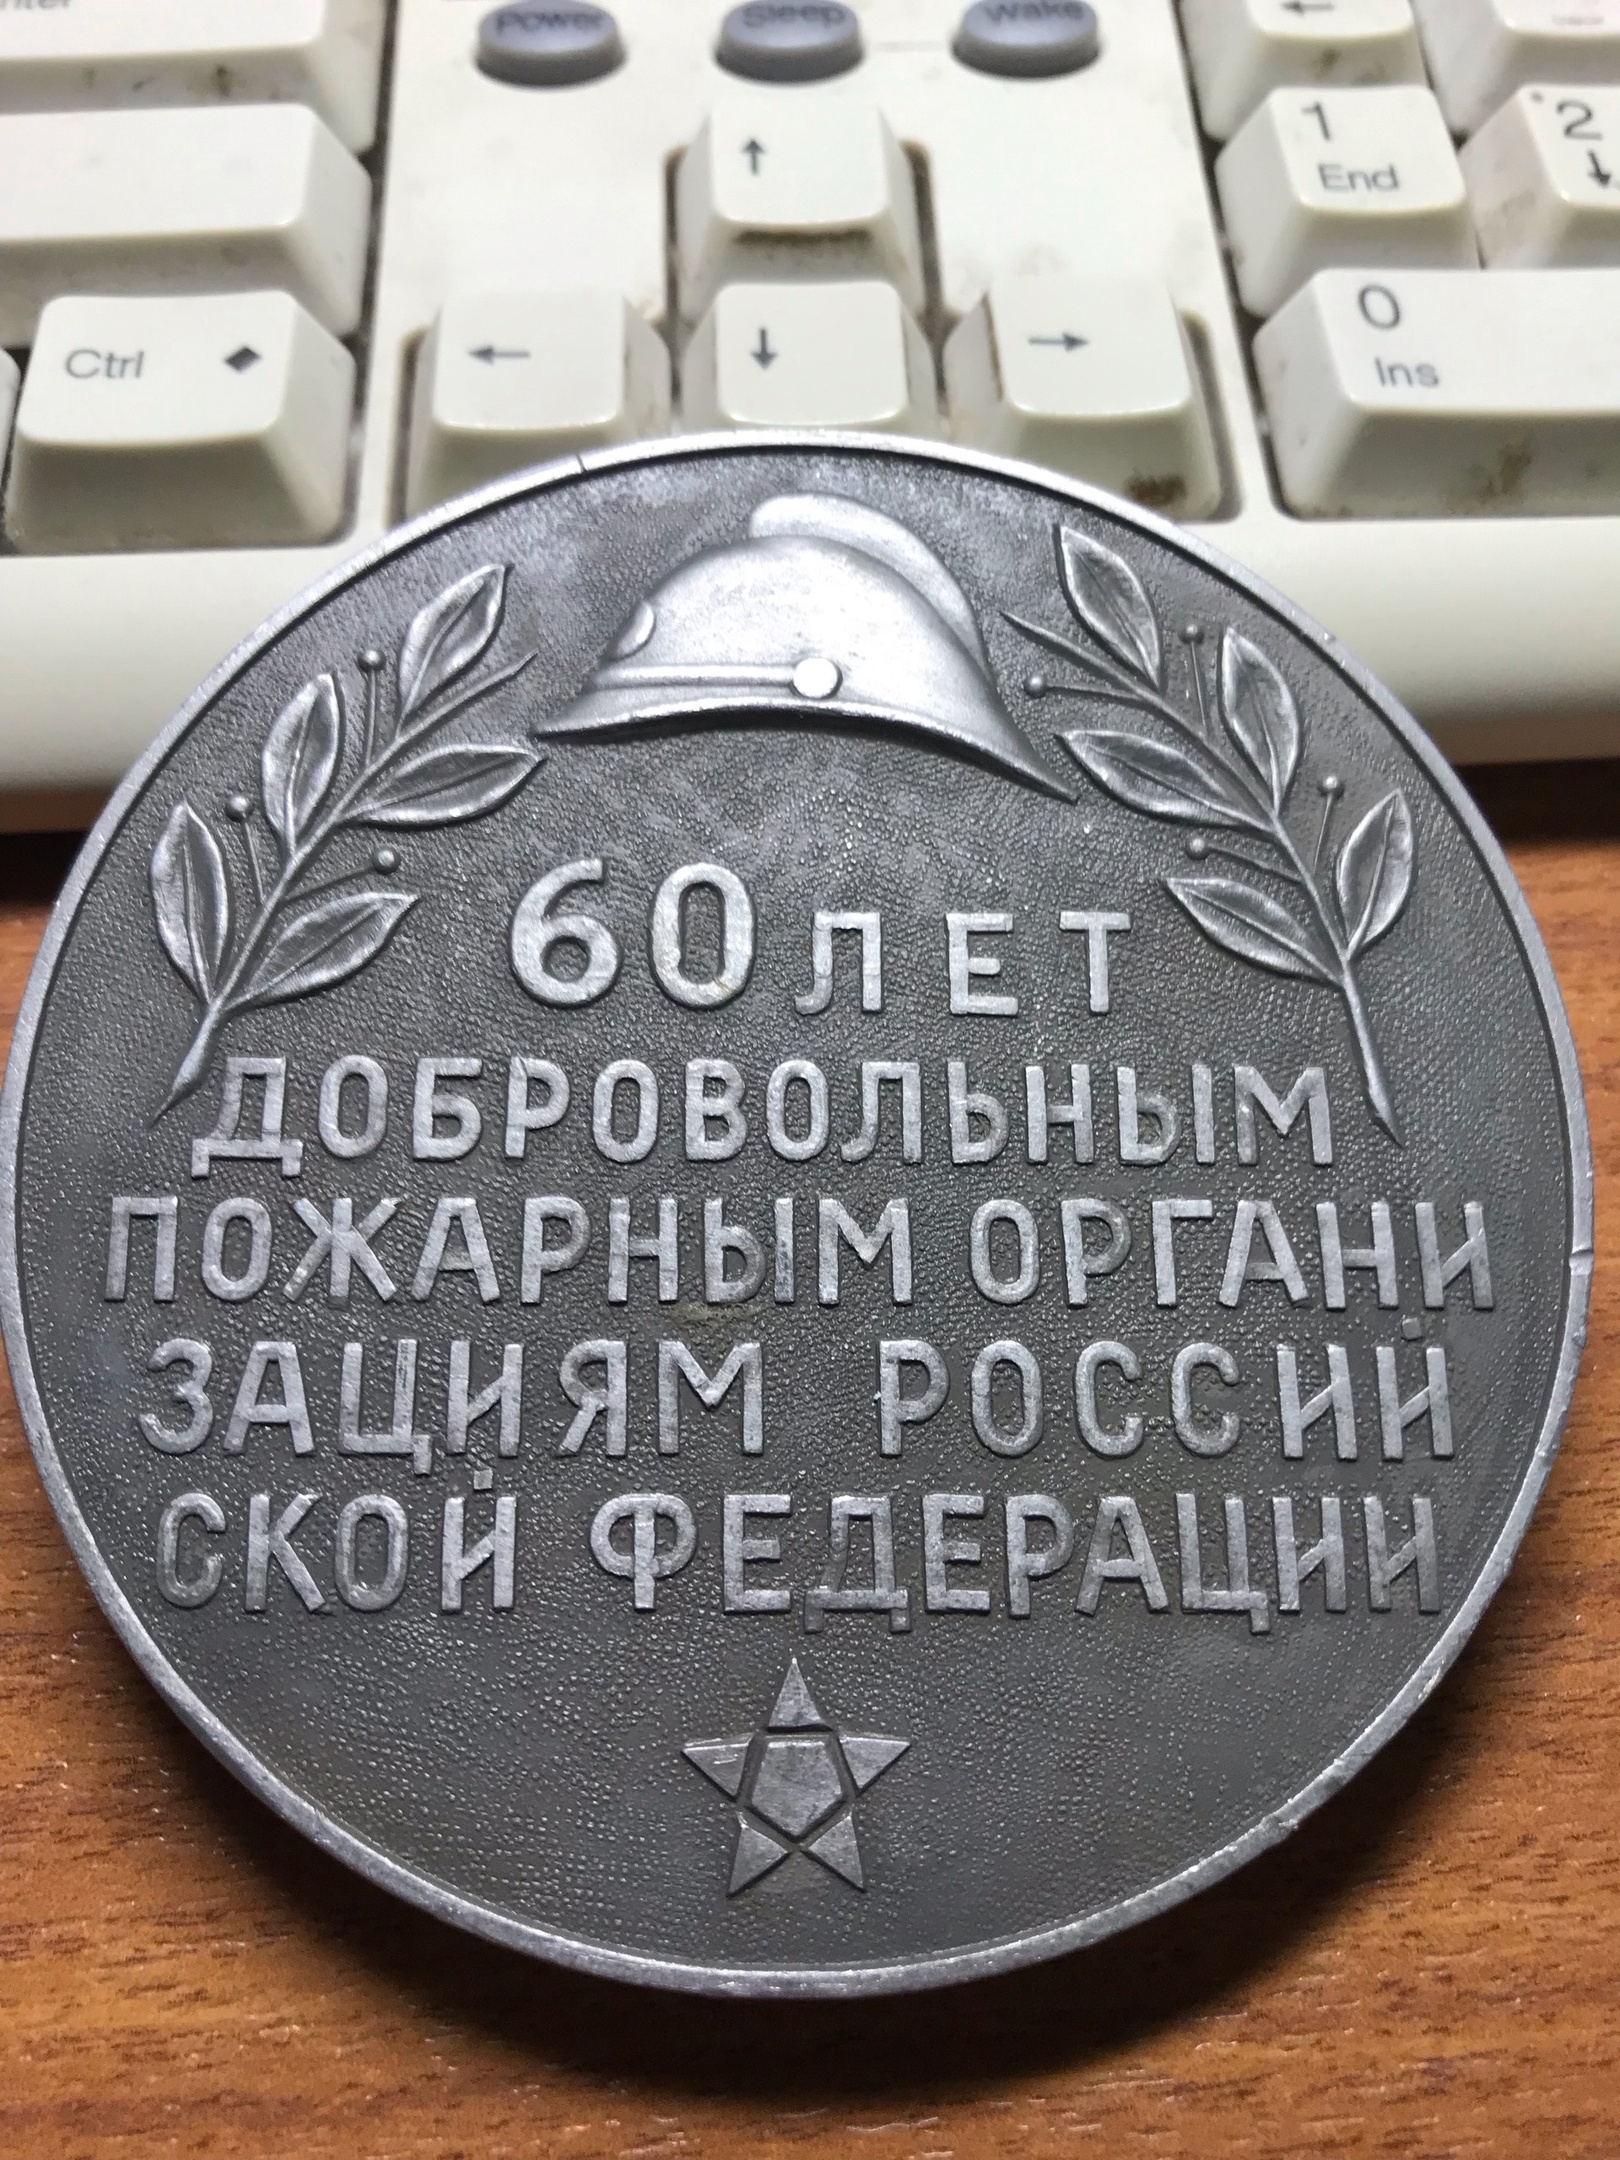 Power Sleep Wake
←
↑
1
End
2
↓
Ctrl ◆
← ↓ →
0
Ins
60 ЛЕТ
ДОБРОВОЛЬНЫМ
ПОЖАРНЫМ ОРГАНИ
ЗАЦИЯМ РОССИЙ
СКОЙ ФЕДЕРАЦИИ